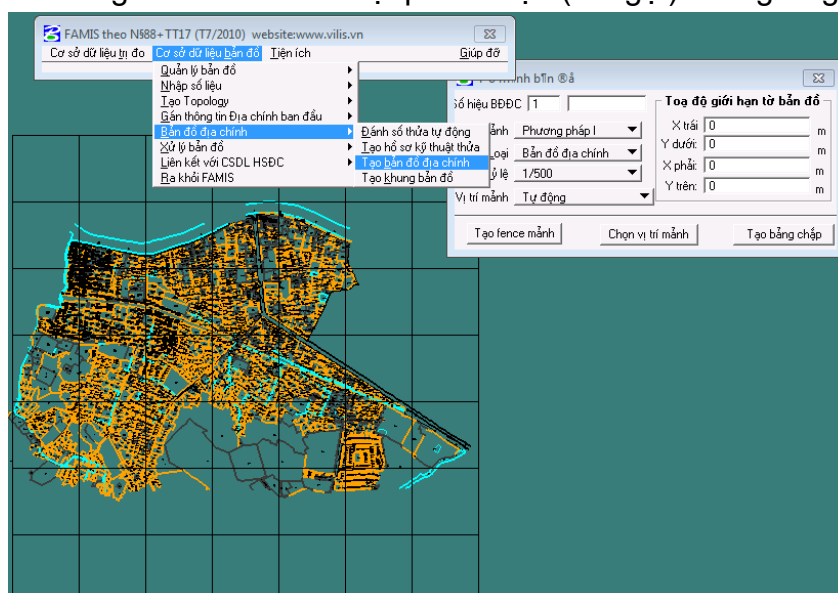 FAMIS theo N§88+TT17 (T7/2010) website:www.vilis.vn
Cơ sở dữ liệu trị đo Cơ sở dữ liệu bản đồ Tiện ích Giúp đỡ
Quản lý bản đồ
Nhập số liệu
Tạo Topology
Gán thông tin Địa chính ban đầu
Bản đồ địa chính
Xử lý bản đồ
Liên kết với CSDL HSĐC
Ra khỏi FAMIS
Đánh số thửa tự động
Tạo hồ sơ kỹ thuật thửa
Tạo bản đồ địa chính
Tạo khung bản đồ
Số hiệu BĐĐC 1
Phương pháp I
Bản đồ địa chính
1/500
Vị trí mảnh Tự động
Toạ độ giới hạn tờ bản đồ
X trái 0 m
Y dưới: 0 m
X phải: 0 m
Y trên: 0 m
Tạo fence mảnh Chọn vị trí mảnh Tạo bảng chắp